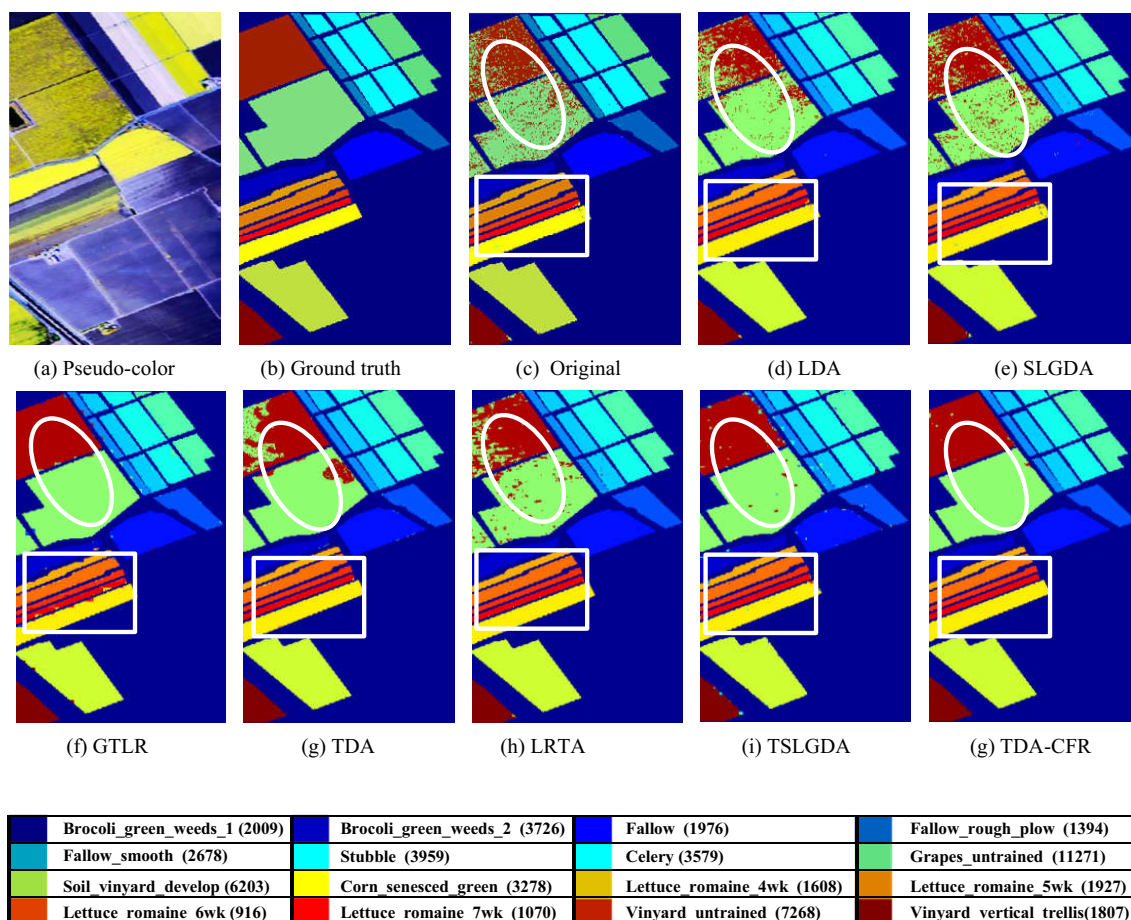 (a) Pseudo-color (b) Ground truth (c) Original (d) LDA (e) SLGDA
(f) GTLR (g) TDA (h) LRTA (i) TSLGDA (g) TDA-CFR
Brocoli_green_weeds_1 (2009) Brocoli_green_weeds_2 (3726) Fallow (1976) Fallow_rough_plow (1394)
Fallow_smooth (2678) Stubble (3959) Celery (3579) Grapes_untrained (11271)
Soil_vinyard_develop (6203) Corn_senesced_green (3278) Lettuce_romaine_4wk (1608) Lettuce_romaine_5wk (1927)
Lettuce_romaine_6wk (916) Lettuce_romaine_7wk (1070) Vinyard_untrained (7268) Vinyard_vertical_trellis(1807)